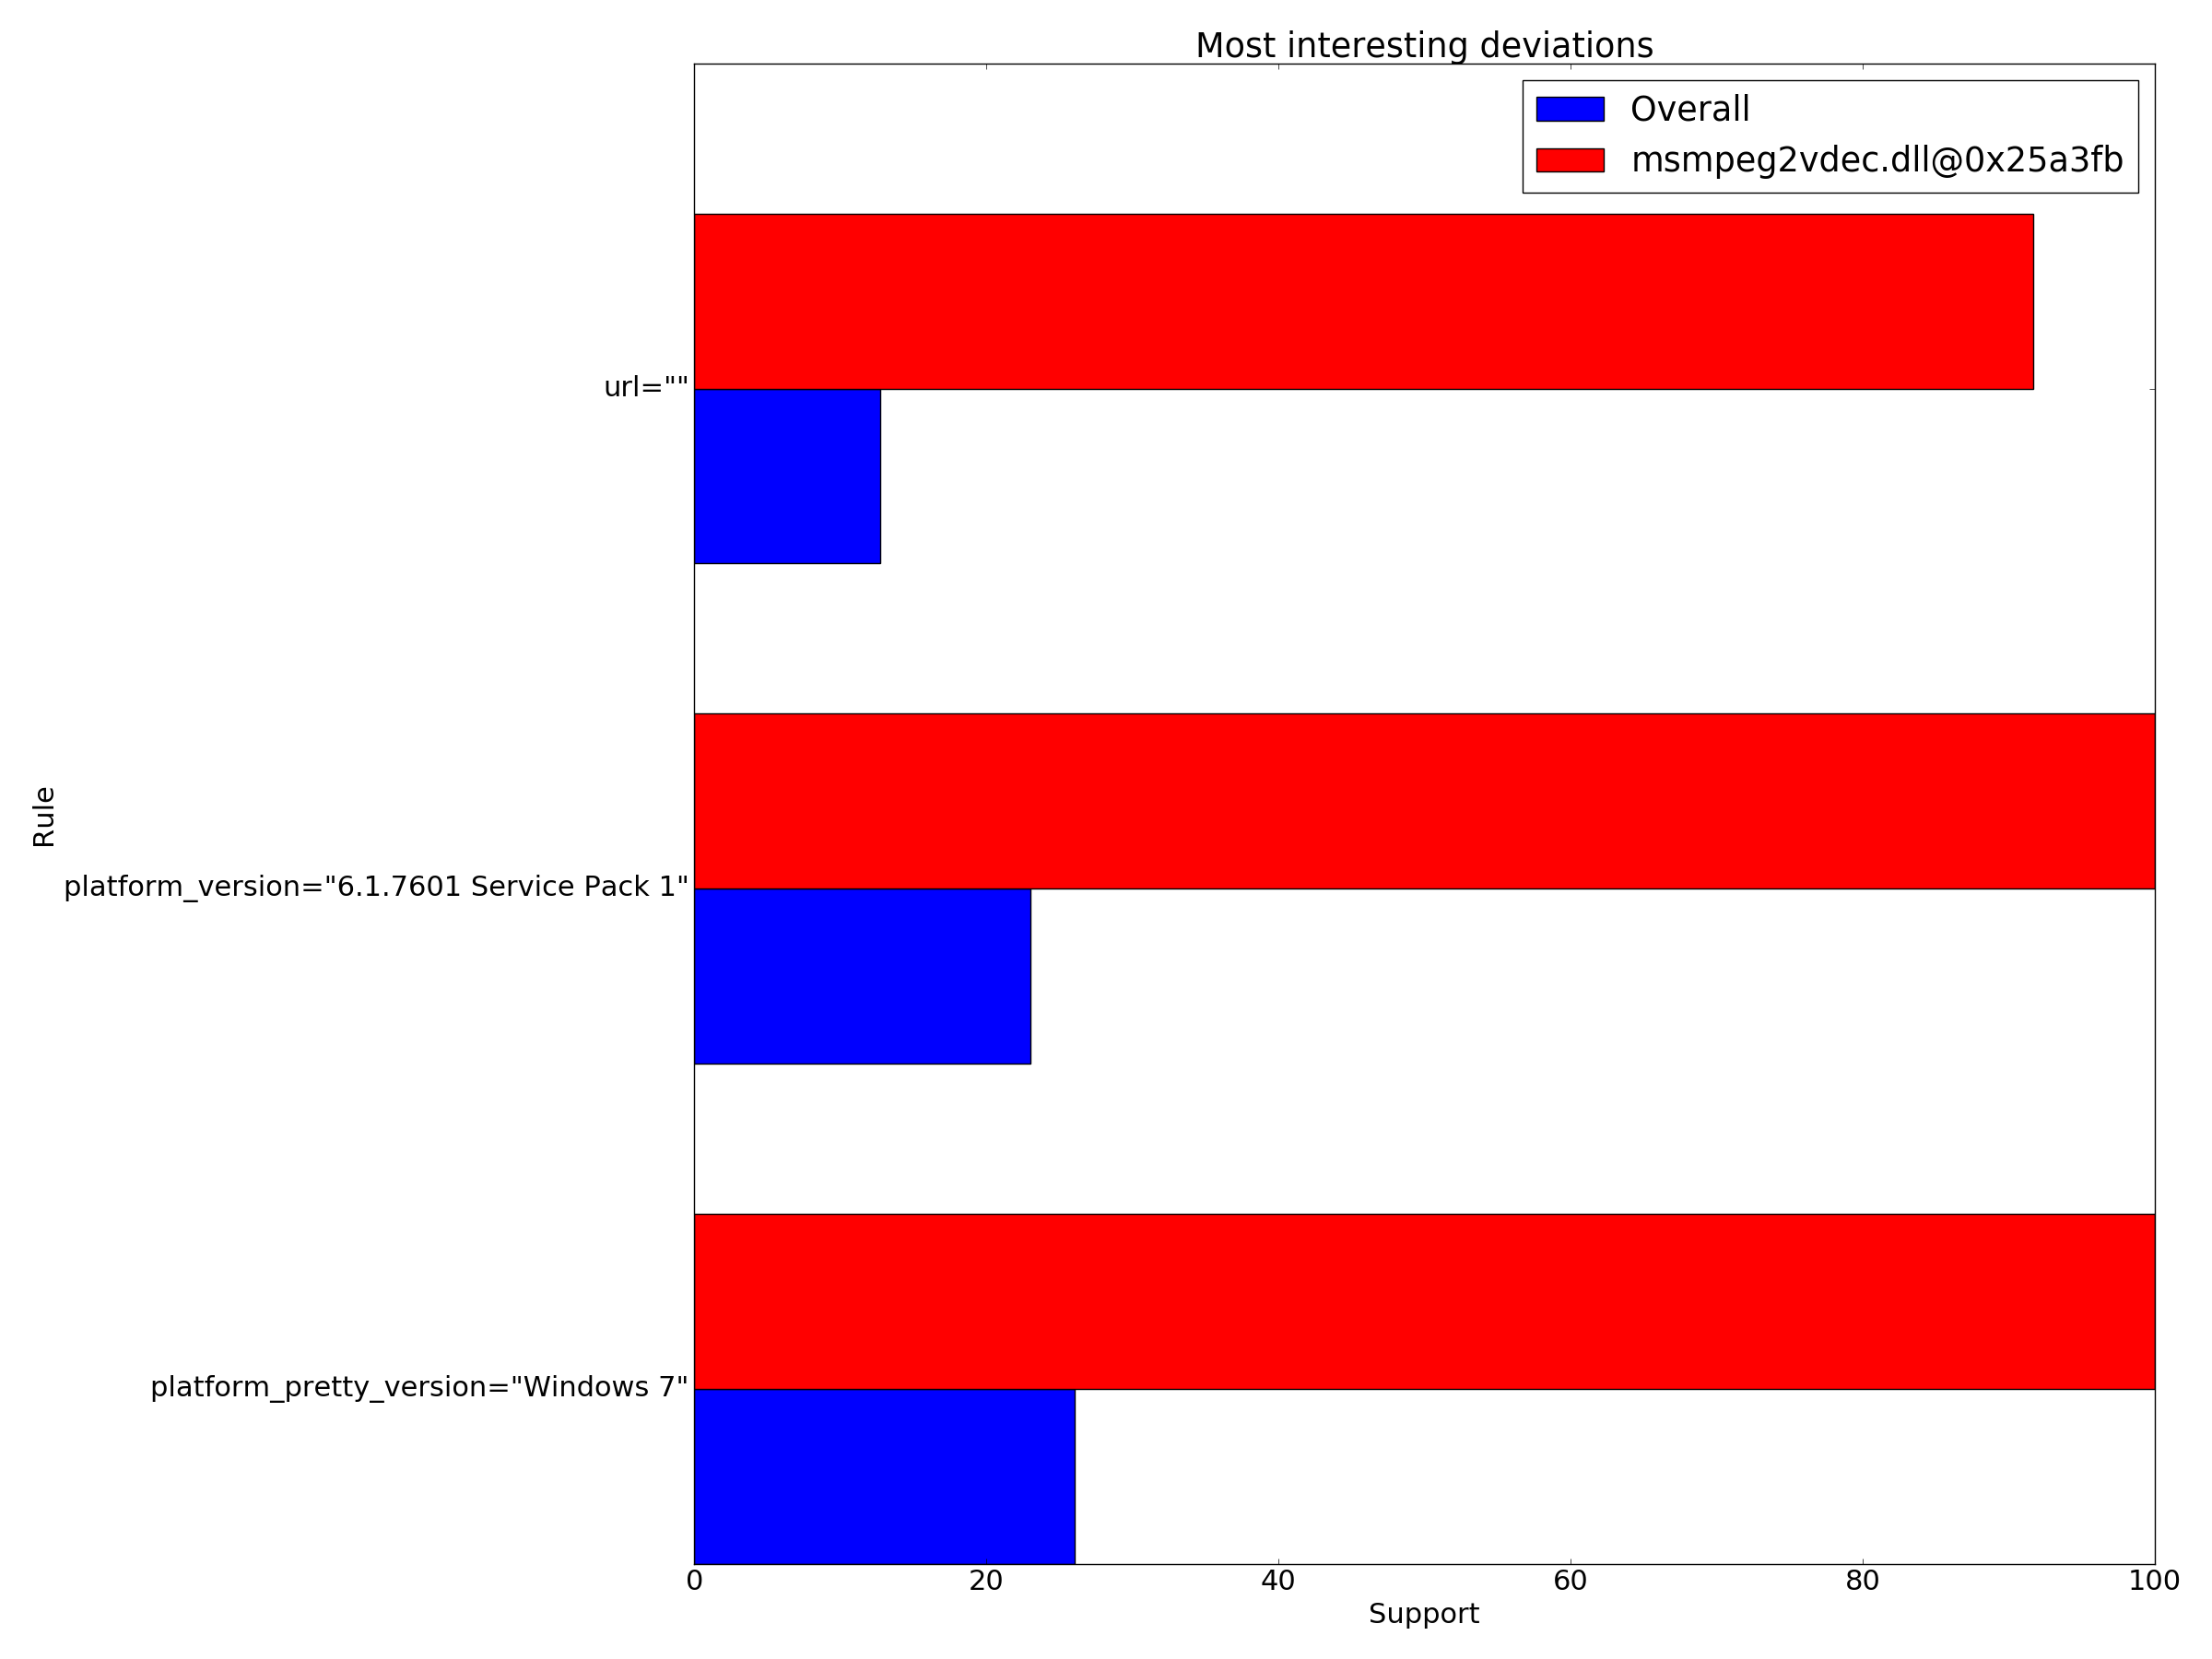 Most interesting deviations
Overall
msmpeg2vdec.dll@0x25a3fb
url=""
Rule
platform_version="6.1.7601 Service Pack 1"
platform_pretty_version="Windows 7"
0 20 40 60 80 100
Support